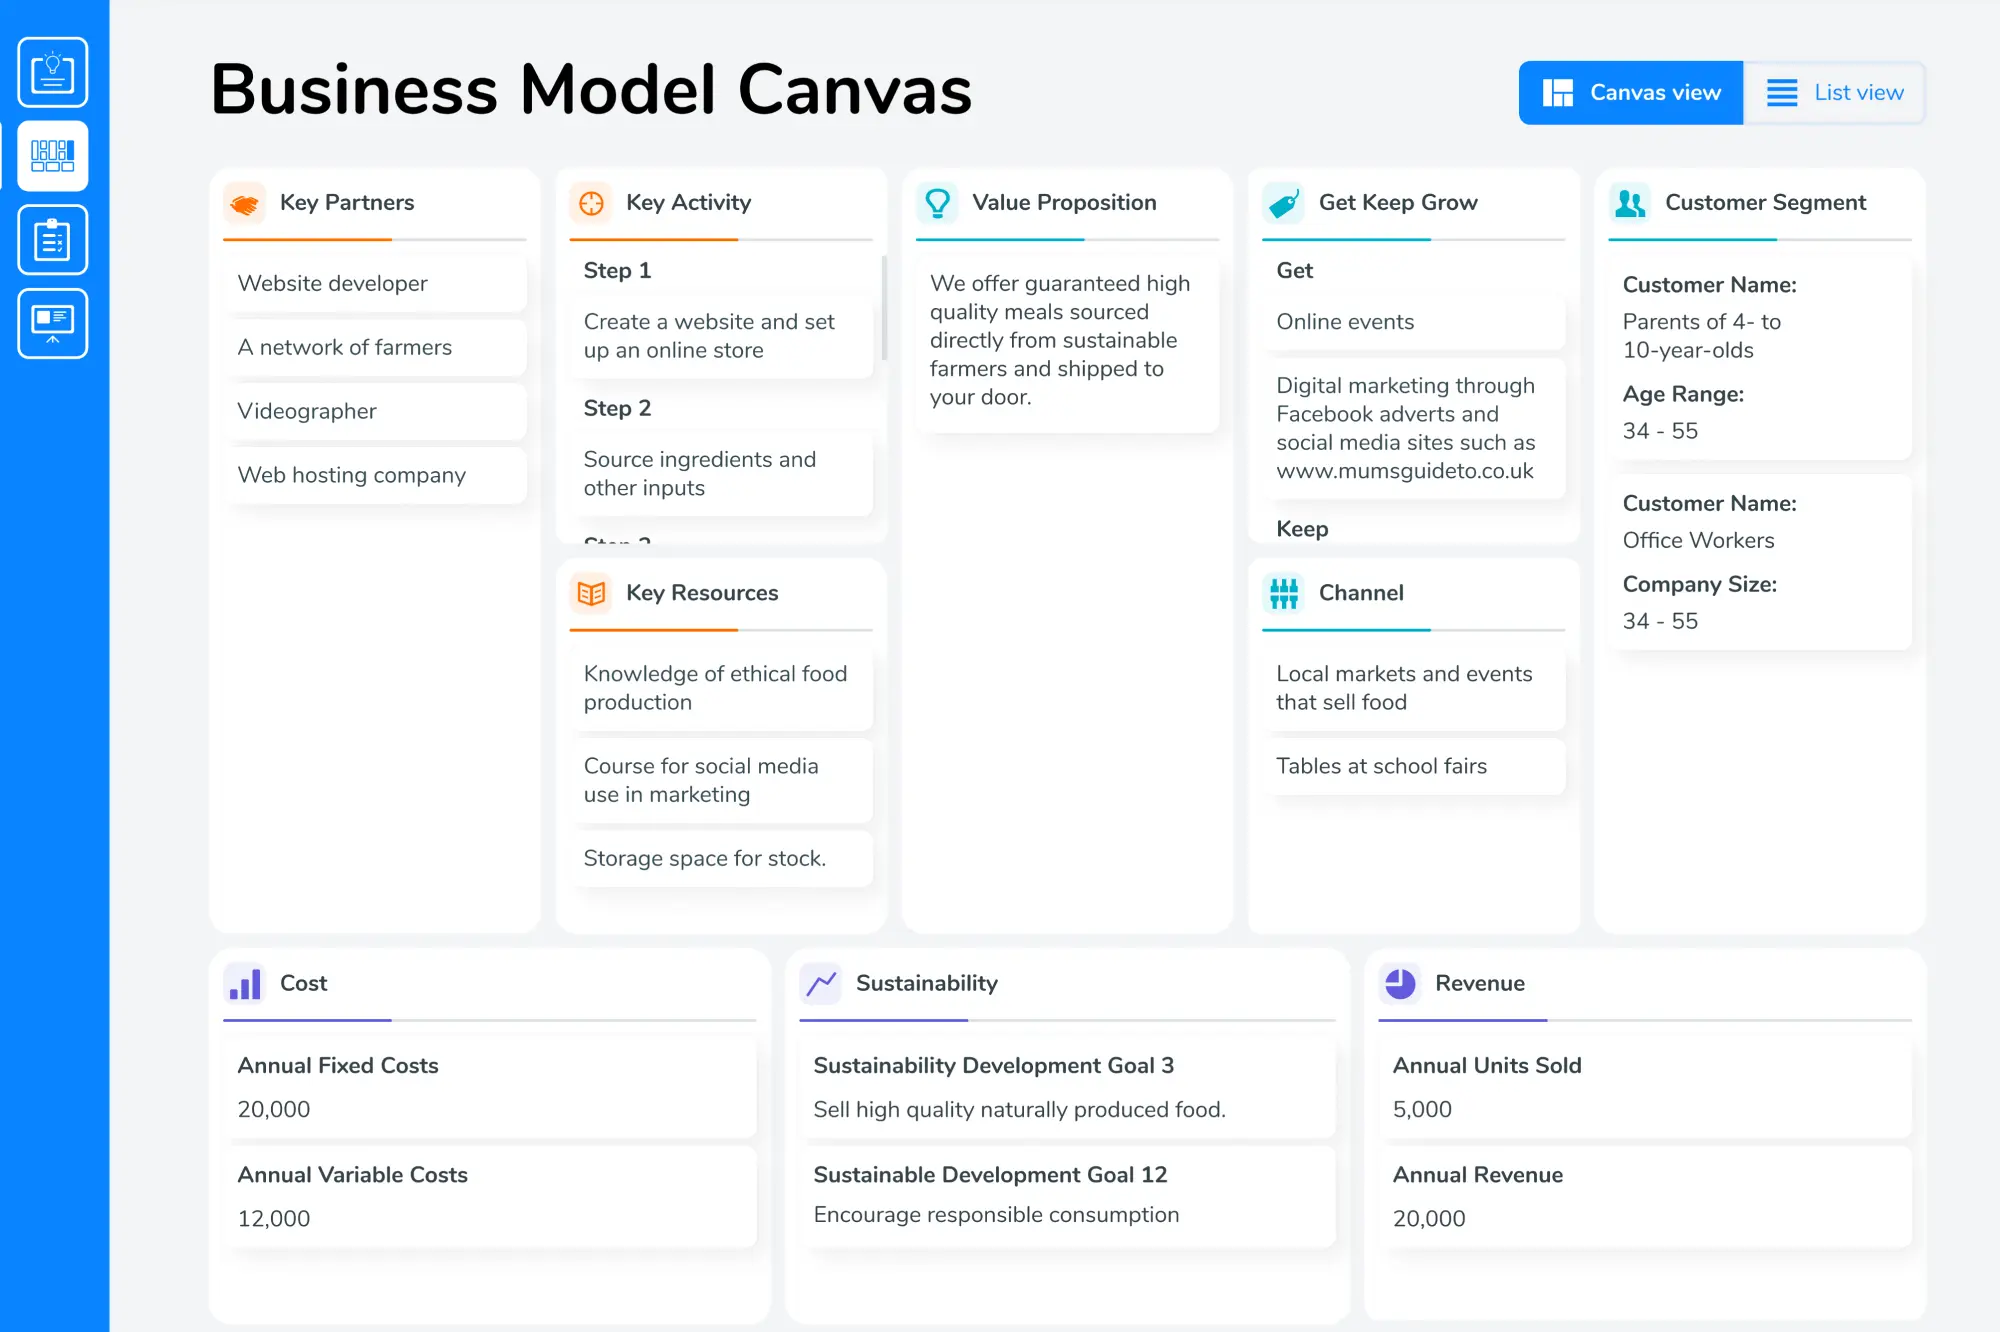 Business Model Canvas
Canvas view
List view
Key Partners
Website developer
A network of farmers
Videographer
Web hosting company
Key Activity
Step 1
Create a website and set
up an online store
Step 2
Source ingredients and
other inputs
Key Resources
Knowledge of ethical food
production
Course for social media
use in marketing
Storage space for stock.
Value Proposition
We offer guaranteed high
quality meals sourced
directly from sustainable
farmers and shipped to
your door.
Get Keep Grow
Get
Online events
Digital marketing through
Facebook adverts and
social media sites such as
www.mumsguideto.co.uk
Keep
Channel
Local markets and events
that sell food
Tables at school fairs
Customer Segment
Customer Name:
Parents of 4- to
10-year-olds
Age Range:
34 - 55
Customer Name:
Office Workers
Company Size:
34 - 55
Cost
Annual Fixed Costs
20,000
Annual Variable Costs
12,000
Sustainability
Sustainability Development Goal 3
Sell high quality naturally produced food.
Sustainable Development Goal 12
Encourage responsible consumption
Revenue
Annual Units Sold
5,000
Annual Revenue
20,000